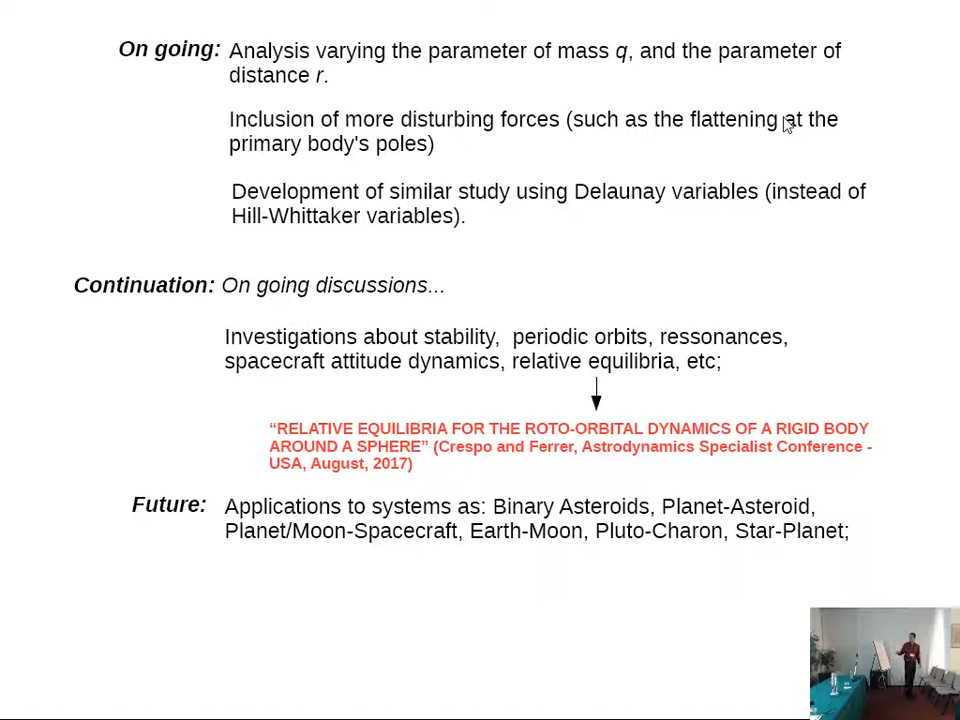 On going: Analysis varying the parameter of mass q, and the parameter of
distance r.
Inclusion of more disturbing forces (such as the flattening at the
primary body's poles)
Development of similar study using Delaunay variables (instead of
Hill-Whittaker variables).
Continuation: On going discussions...
Investigations about stability, periodic orbits, ressonances,
spacecraft attitude dynamics, relative equilibria, etc;
“RELATIVE EQUILIBRIA FOR THE ROTO-ORBITAL DYNAMICS OF A RIGID BODY
AROUND A SPHERE” (Crespo and Ferrer, Astrodynamics Specialist Conference -
USA, August, 2017)
Future: Applications to systems as: Binary Asteroids, Planet-Asteroid,
Planet/Moon-Spacecraft, Earth-Moon, Pluto-Charon, Star-Planet;